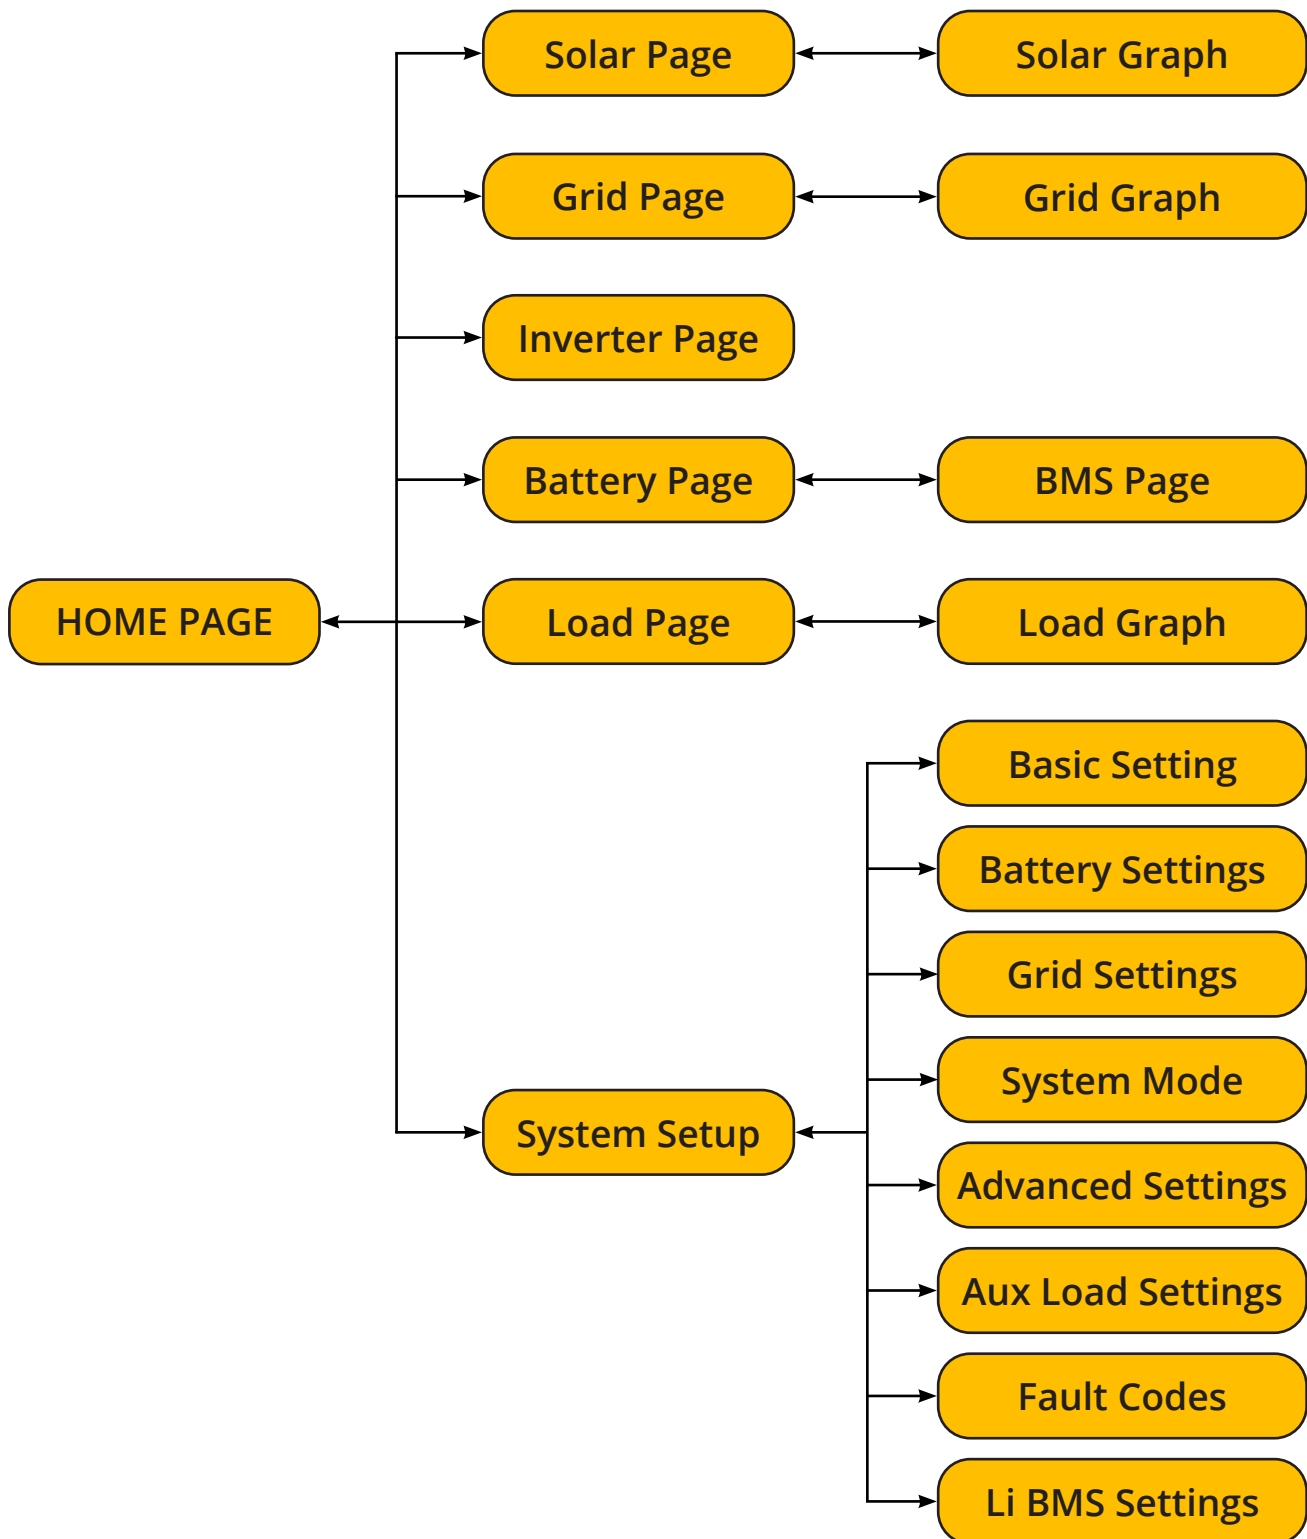 Solar Page
Solar Graph
Grid Page
Grid Graph
Inverter Page
Battery Page
BMS Page
HOME PAGE
Load Page
Load Graph
Basic Setting
Battery Settings
Grid Settings
System Mode
System Setup
Advanced Settings
Aux Load Settings
Fault Codes
Li BMS Settings